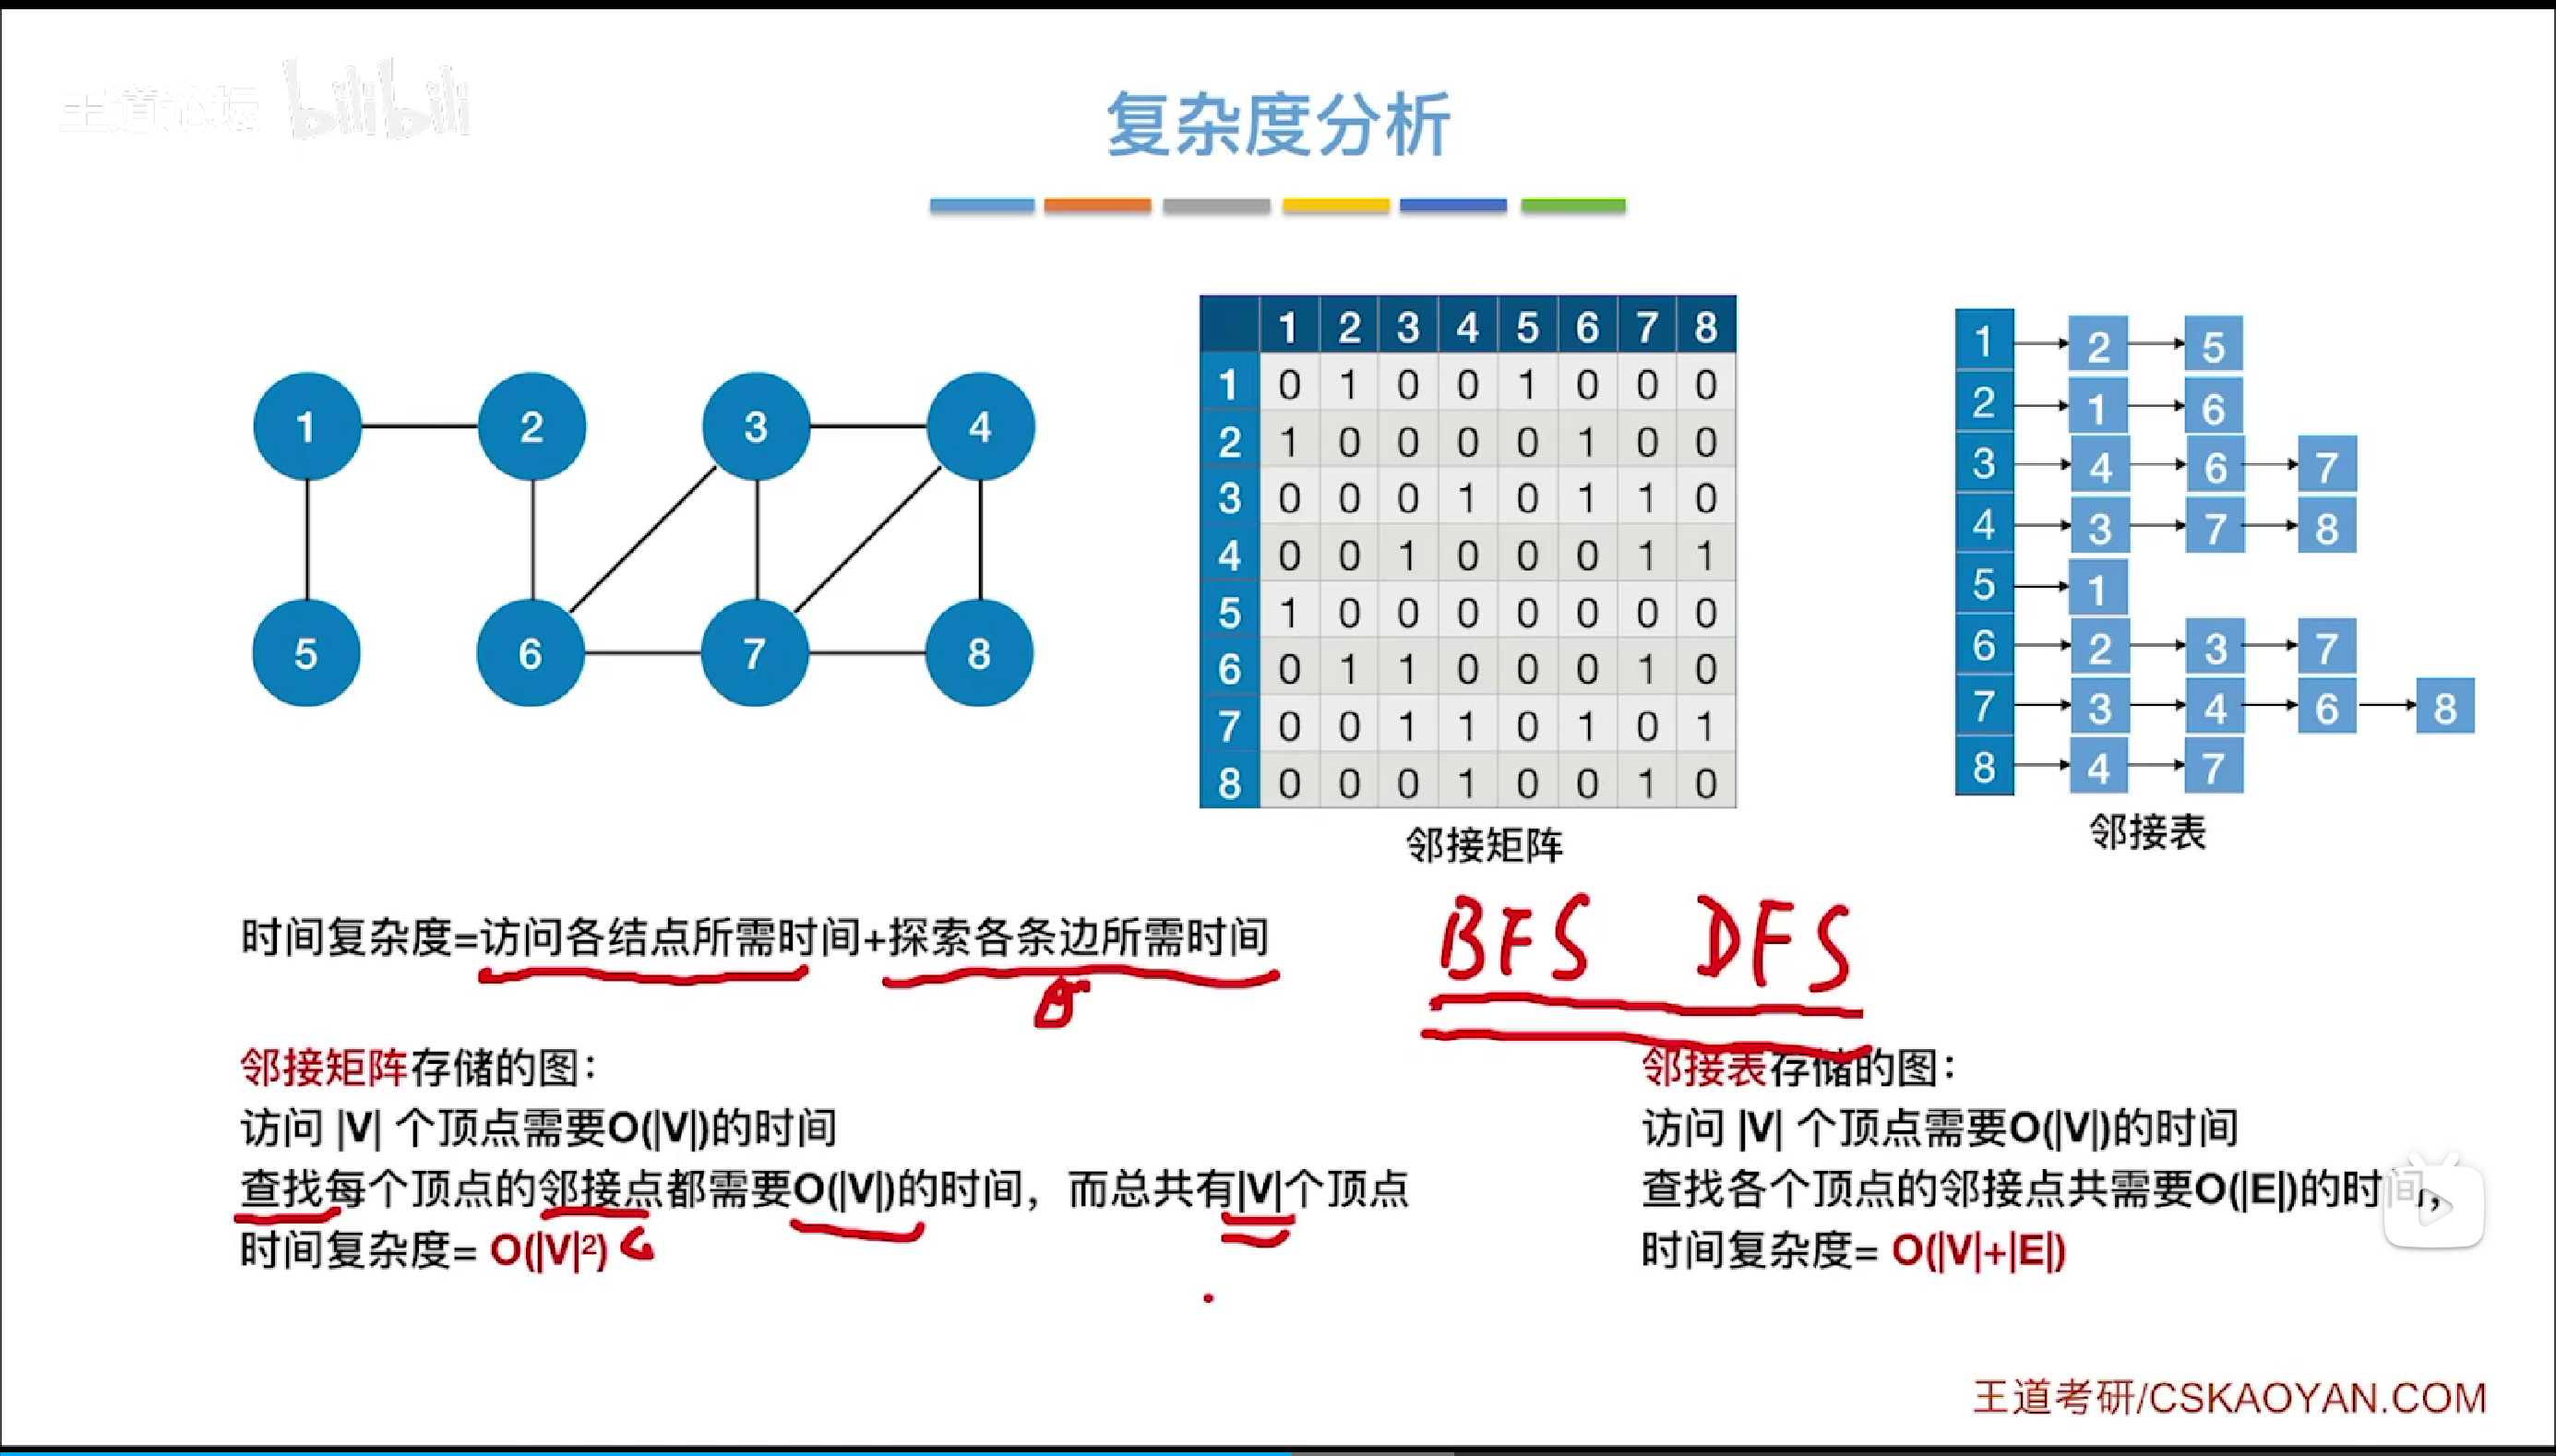 王道论坛 bilibili
复杂度分析
1 2 3 4
5 6 7 8
1 2 3 4 5 6 7 8
1 0 1 0 0 1 0 0 0
2 1 0 0 0 0 1 0 0
3 0 0 0 1 0 1 1 0
4 0 0 1 0 0 0 1 1
5 1 0 0 0 0 0 0 0
6 0 1 1 0 0 0 1 0
7 0 0 1 1 0 1 0 1
8 0 0 0 1 0 0 1 0
邻接矩阵
1 2 5
2 1 6
3 4 6 7
4 3 7 8
5 1
6 2 3 7
7 3 4 6 8
8 4 7
邻接表
时间复杂度=访问各结点所需时间+探索各条边所需时间
BFS DFS
邻接矩阵存储的图：
访问 |V| 个顶点需要O(|V|)的时间
查找每个顶点的邻接点都需要O(|V|)的时间，而总共有|V|个顶点
时间复杂度= O(|V|²)
邻接表存储的图：
访问 |V| 个顶点需要O(|V|)的时间
查找各个顶点的邻接点共需要O(|E|)的时间，
时间复杂度= O(|V|+|E|)
王道考研/CSKAOYAN.COM